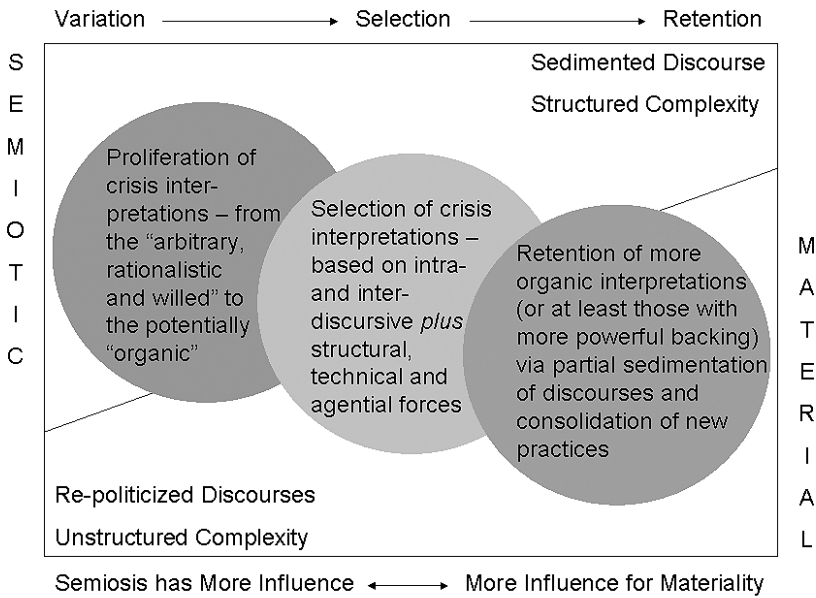 Variation Selection Retention
SEMIOTIC
Sedimented Discourse
Structured Complexity
Proliferation of
crisis inter-
pretations – from
the “arbitrary,
rationalistic
and willed” to
the potentially
“organic”
Selection of crisis
interpretations –
based on intra-
and inter-
discursive plus
structural,
technical and
agential forces
Retention of more
organic interpretations
(or at least those with
more powerful backing)
via partial sedimentation
of discourses and
consolidation of new
practices
MATERIAL
Re-politicized Discourses
Unstructured Complexity
Semiosis has More Influence More Influence for Materiality